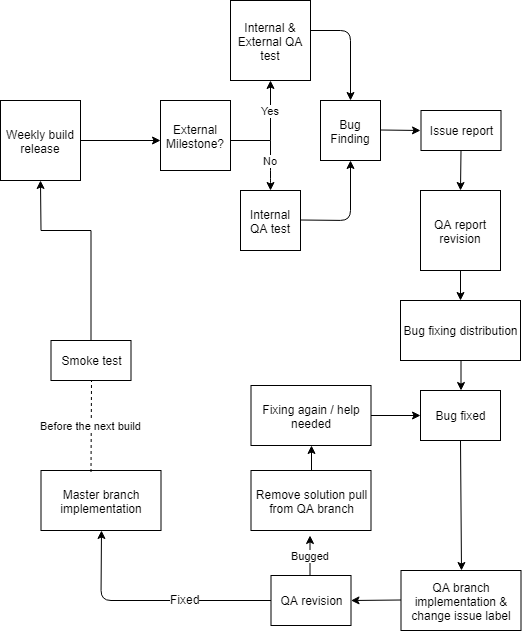 Internal &
External QA
test
Weekly build
release
External
Milestone?
Yes
No
Bug
Finding
Issue report
Internal
QA test
QA report
revision
Bug fixing distribution
Smoke test
Before the next build
Fixing again / help
needed
Bug fixed
Master branch
implementation
Remove solution pull
from QA branch
Bugged
Fixed
QA revision
QA branch
implementation &
change issue label